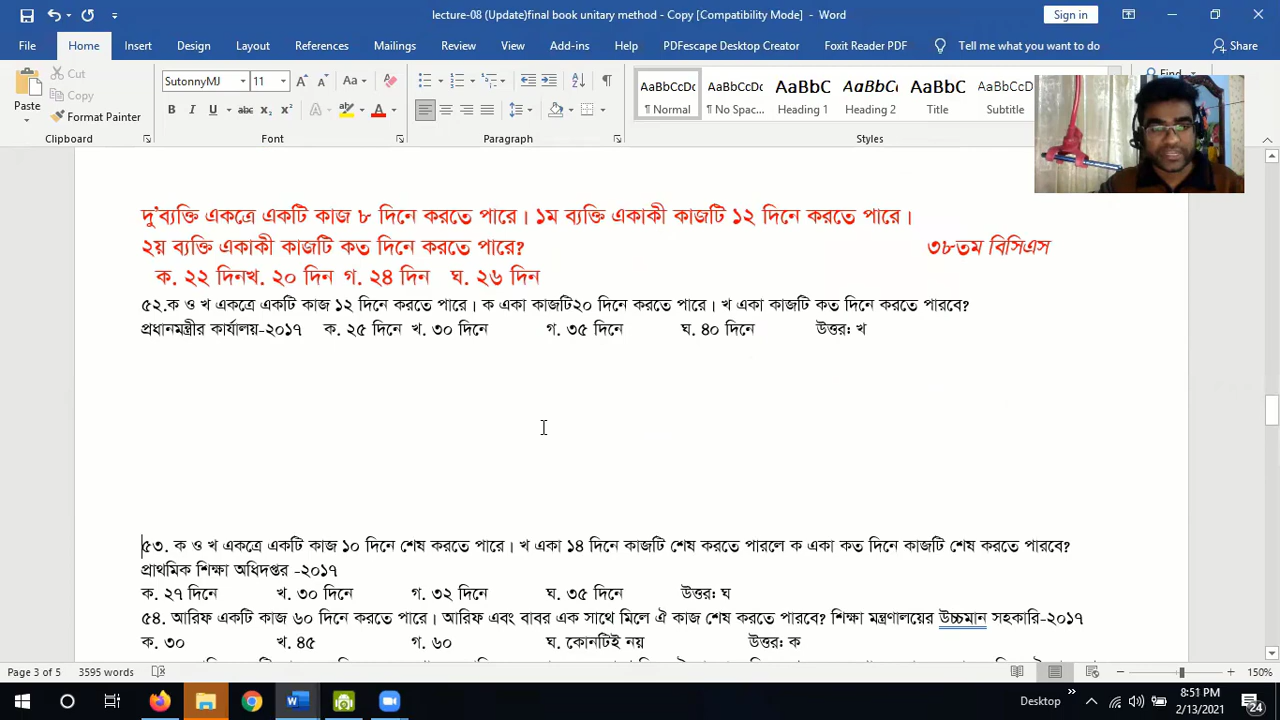 lecture-08 (Update)final book unitary method - Copy [Compatibility Mode] - Word
Sign in
File Home Insert Design Layout References Mailings Review View Add-ins Help PDFescape Desktop Creator Foxit Reader PDF Tell me what you want to do Share
Paste
Cut
Copy
Format Painter
Clipboard
SutonnyMJ 11
Font
Paragraph
AaBbCcDc ¶ Normal
AaBbCcDc ¶ No Spac...
AaBbC Heading 1
AaBbCc Heading 2
AaBbC Title
AaBbCcD Subtitle
Styles
Find
দু'ব্যক্তি একত্রে একটি কাজ ৮ দিনে করতে পারে। ১ম ব্যক্তি একাকী কাজটি ১২ দিনে করতে পারে।
২য় ব্যক্তি একাকী কাজটি কত দিনে করতে পারে? ৩৮তম বিসিএস
ক. ২২ দিনখ. ২০ দিন গ. ২৪ দিন ঘ. ২৬ দিন
৫২.ক ও খ একত্রে একটি কাজ ১২ দিনে করতে পারে। ক একা কাজটি২০ দিনে করতে পারে। খ একা কাজটি কত দিনে করতে পারবে?
প্রধানমন্ত্রীর কার্যালয়-২০১৭ ক. ২৫ দিনে খ. ৩০ দিনে গ. ৩৫ দিনে ঘ. ৪০ দিনে উত্তর: খ
৫৩. ক ও খ একত্রে একটি কাজ ১০ দিনে শেষ করতে পারে। খ একা ১৪ দিনে কাজটি শেষ করতে পারলে ক একা কত দিনে কাজটি শেষ করতে পারবে?
প্রাথমিক শিক্ষা অধিদপ্তর -২০১৭
ক. ২৭ দিনে খ. ৩০ দিনে গ. ৩২ দিনে ঘ. ৩৫ দিনে উত্তর: ঘ
৫৪. আরিফ একটি কাজ ৬০ দিনে করতে পারে। আরিফ এবং বাবর এক সাথে মিলে ঐ কাজ শেষ করতে পারবে? শিক্ষা মন্ত্রণালয়ের উচ্চমান সহকারি-২০১৭
ক. ৩০ খ. ৪৫ গ. ৬০ ঘ. কোনটিই নয় উত্তর: ক
Page 3 of 5 3595 words 150%
Desktop 8:51 PM
2/13/2021 24